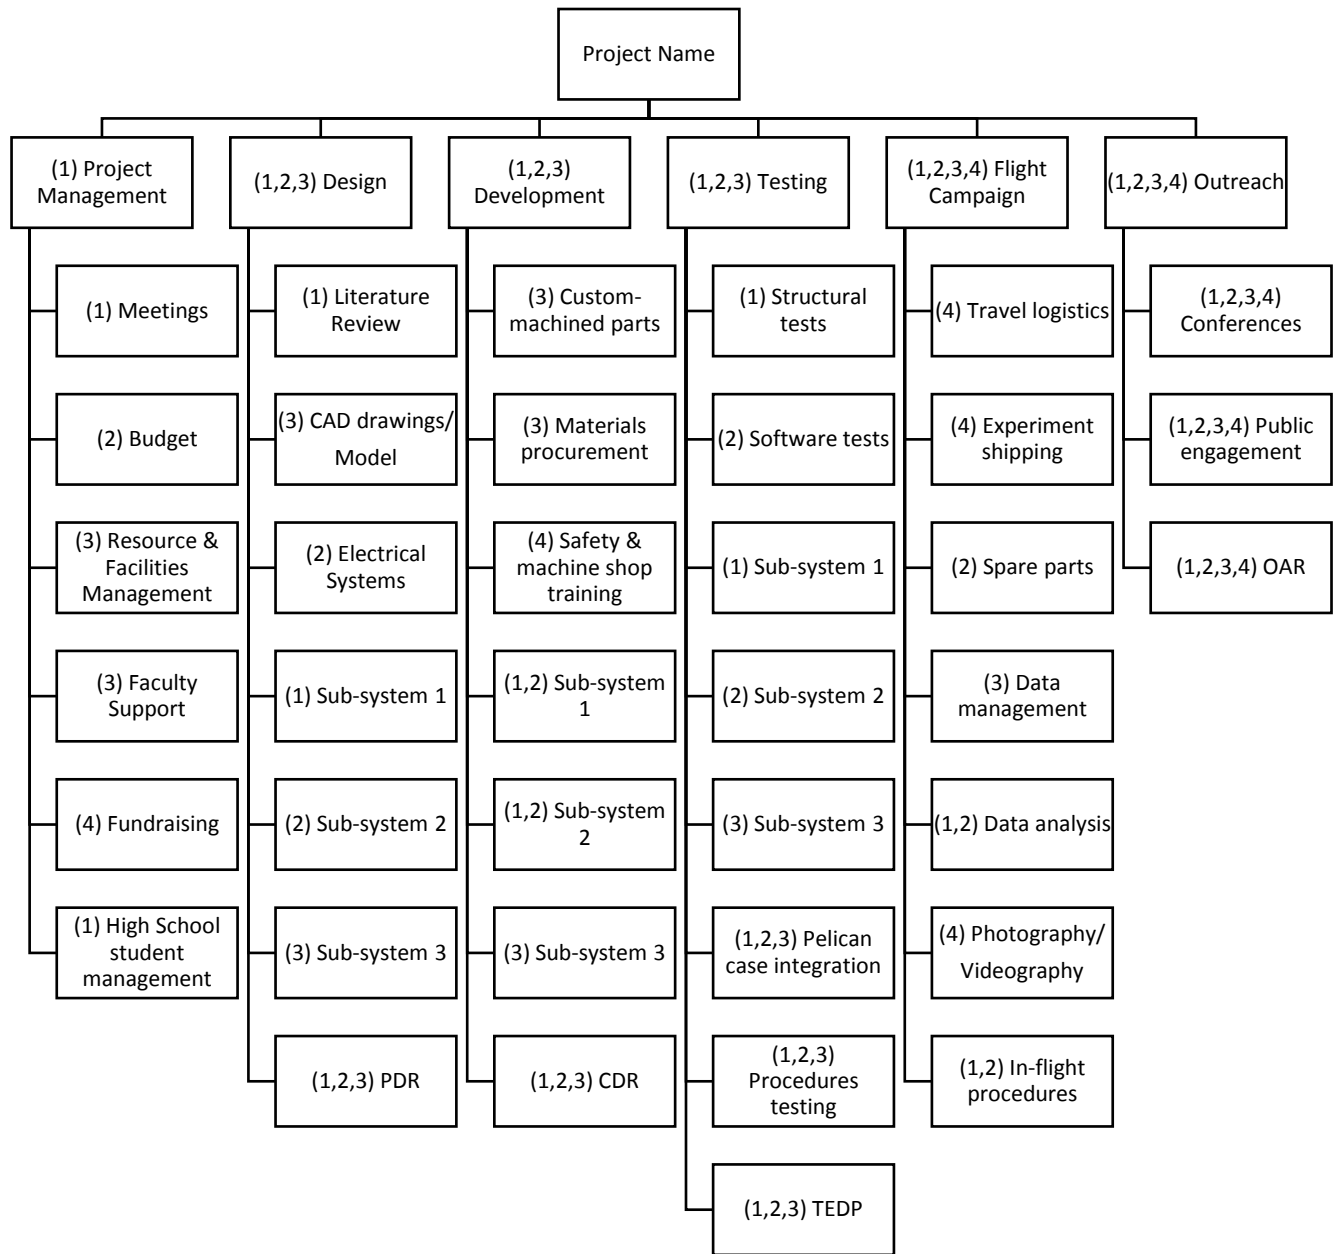 Project Name
(1) Project
Management
(1) Meetings
(2) Budget
(3) Resource &
Facilities
Management
(3) Faculty
Support
(4) Fundraising
(1) High School
student
management
(1,2,3) Design
(1) Literature
Review
(3) CAD drawings/
Model
(2) Electrical
Systems
(1) Sub-system 1
(2) Sub-system 2
(3) Sub-system 3
(1,2,3) PDR
(1,2,3)
Development
(3) Custom-
machined parts
(3) Materials
procurement
(4) Safety &
machine shop
training
(1,2) Sub-system
1
(1,2) Sub-system
2
(3) Sub-system 3
(1,2,3) CDR
(1,2,3) Testing
(1) Structural
tests
(2) Software tests
(1) Sub-system 1
(2) Sub-system 2
(3) Sub-system 3
(1,2,3) Pelican
case integration
(1,2,3)
Procedures
testing
(1,2,3) TEDP
(1,2,3,4) Flight
Campaign
(4) Travel logistics
(4) Experiment
shipping
(2) Spare parts
(3) Data
management
(1,2) Data analysis
(4) Photography/
Videography
(1,2) In-flight
procedures
(1,2,3,4) Outreach
(1,2,3,4)
Conferences
(1,2,3,4) Public
engagement
(1,2,3,4) OAR